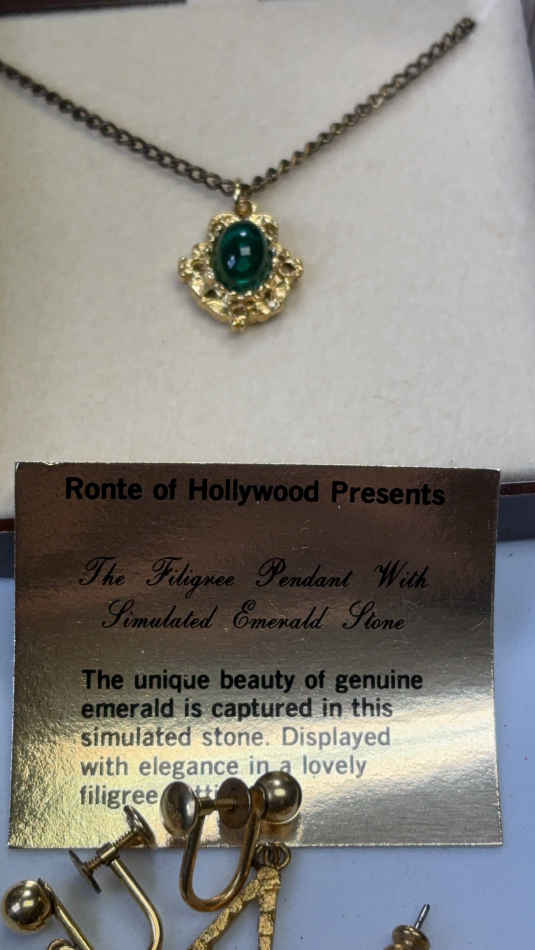 Ronte of Hollywood Presents
The Filigree Pendant With
Simulated Emerald Stone
The unique beauty of genuine
emerald is captured in this
simulated stone. Displayed
with elegance in a lovely
filigree